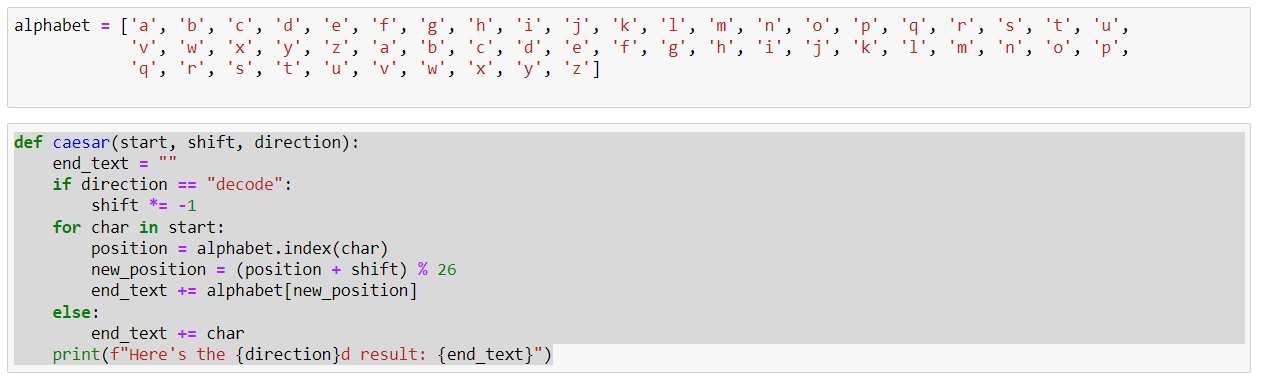 alphabet = ['a', 'b', 'c', 'd', 'e', 'f', 'g', 'h', 'i', 'j', 'k', 'l', 'm', 'n', 'o', 'p', 'q', 'r', 's', 't', 'u',
            'v', 'w', 'x', 'y', 'z', 'a', 'b', 'c', 'd', 'e', 'f', 'g', 'h', 'i', 'j', 'k', 'l', 'm', 'n', 'o', 'p',
            'q', 'r', 's', 't', 'u', 'v', 'w', 'x', 'y', 'z']
def caesar(start, shift, direction):
    end_text = ""
    if direction == "decode":
        shift *= -1
    for char in start:
        position = alphabet.index(char)
        new_position = (position + shift) % 26
        end_text += alphabet[new_position]
    else:
        end_text += char
    print(f"Here's the {direction}d result: {end_text}")